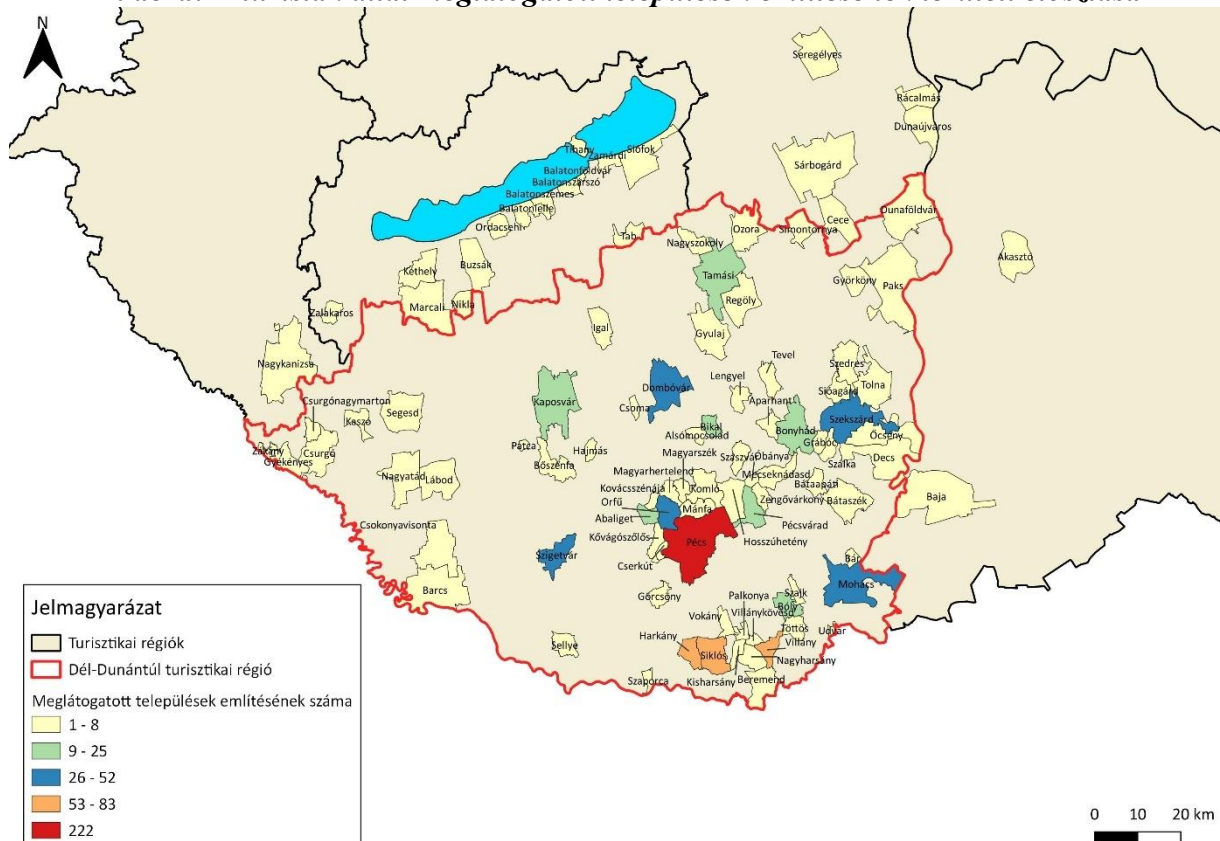 N
Seregélyes
Rácalmás
Dunaújváros
Tihany
Siófok
Zamárdi
Balatonföldvár
Balatonszárszó
Balatonszemes
Balatonlelle
Ordacsehi
Sárbogárd
Cece
Dunaföldvár
Simontornya
Ozora
Tab
Nagyszokoly
Akasztó
Buzsák
Kéthely
Tamási
Györköny
Paks
Marcali
Nikla
Regöly
Zalakaros
Igal
Gyulaj
Nagykanizsa
Tevel
Szedres
Lengyel
Dombóvár
Sióagárd
Tolna
Csurgónagymarton
Kaposvár
Aparhant
Segesd
Csoma
Szekszárd
Kaszó
Bikal
Bonyhád
Őcsény
Alsómocsolád
Grábóc
Pátca
Hajmás
Zákány
Csurgó
Magyarszék
Szászvár
Óbánya
Szálka
Decs
Gyékényes
Bőszénfa
Magyarhertelend
Mecseknádasd
Nagyatád
Lábod
Kovácsszénája
Komló
Bátaapáti
Bátaszék
Baja
Orfű
Mánfa
Zengővárkony
Abaliget
Pécsvárad
Csokonyavisonta
Kővágószőlős
Pécs
Hosszúhetény
Szigetvár
Cserkút
Bár
Mohács
Barcs
Görcsöny
Palkonya
Szajk
Villánykövesd
Bóly
Vokány
Töttös
Udvar
Harkány
Villány
Sellye
Siklós
Nagyharsány
Szaporca
Kisharsány
Beremend
Jelmagyarázat
Turisztikai régiók
Dél-Dunántúl turisztikai régió
Meglátogatott települések említésének száma
1 - 8
9 - 25
26 - 52
53 - 83
222
0 10 20 km